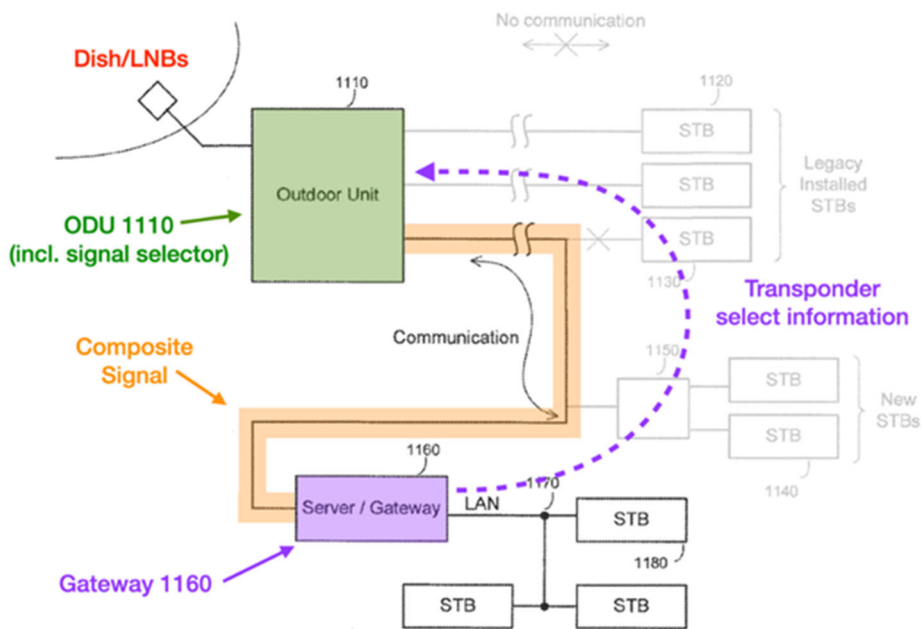 No communication
Dish/LNBs
1110
1120
STB
Outdoor Unit
STB
Legacy
Installed
STBs
ODU 1110
(incl. signal selector)
STB
1130
Transponder
select information
Communication
Composite
Signal
1150
STB
New
STBs
STB
1160
1170
1140
Server / Gateway
LAN
STB
1180
Gateway 1160
STB
STB